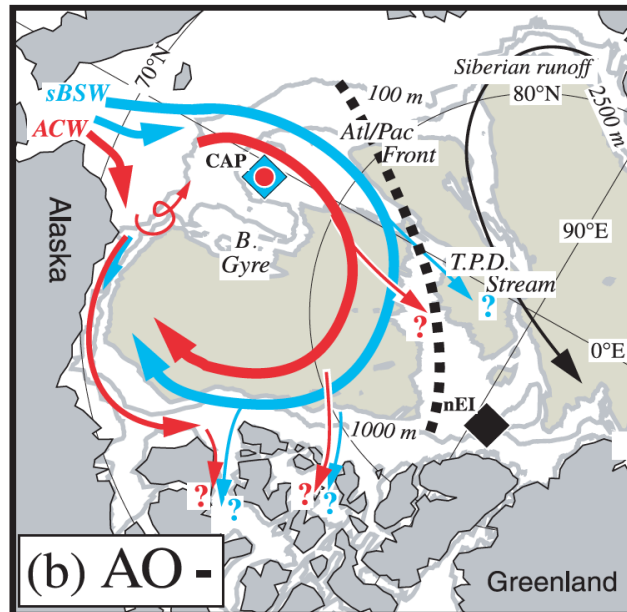 70°N
sBSW
ACW
Siberian runoff
100 m
80°N
2500 m
Atl/Pac
Front
CAP
Alaska
B.
Gyre
90°E
T.P.D.
Stream
?
?
0°E
nEI
1000 m
?
?
?
?
(b) AO -
Greenland